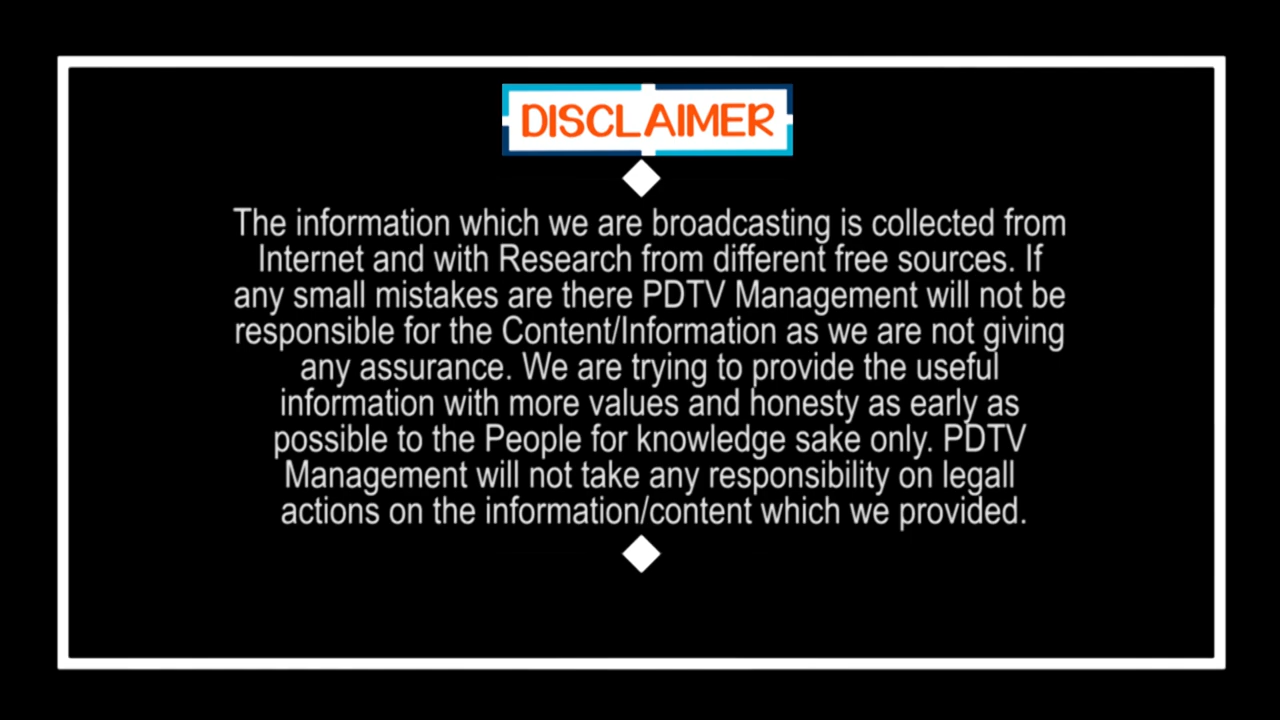 DISCLAIMER
The information which we are broadcasting is collected from
Internet and with Research from different free sources. If
any small mistakes are there PDTV Management will not be
responsible for the Content/Information as we are not giving
any assurance. We are trying to provide the useful
information with more values and honesty as early as
possible to the People for knowledge sake only. PDTV
Management will not take any responsibility on legall
actions on the information/content which we provided.